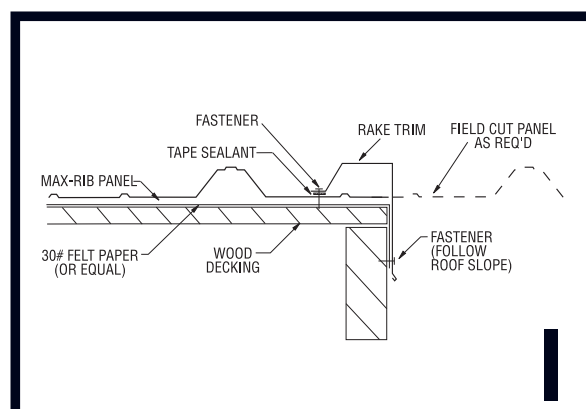 FASTENER
RAKE TRIM
FIELD CUT PANEL
AS REQ'D
TAPE SEALANT
MAX-RIB PANEL
30# FELT PAPER
(OR EQUAL)
WOOD
DECKING
FASTENER
(FOLLOW
ROOF SLOPE)